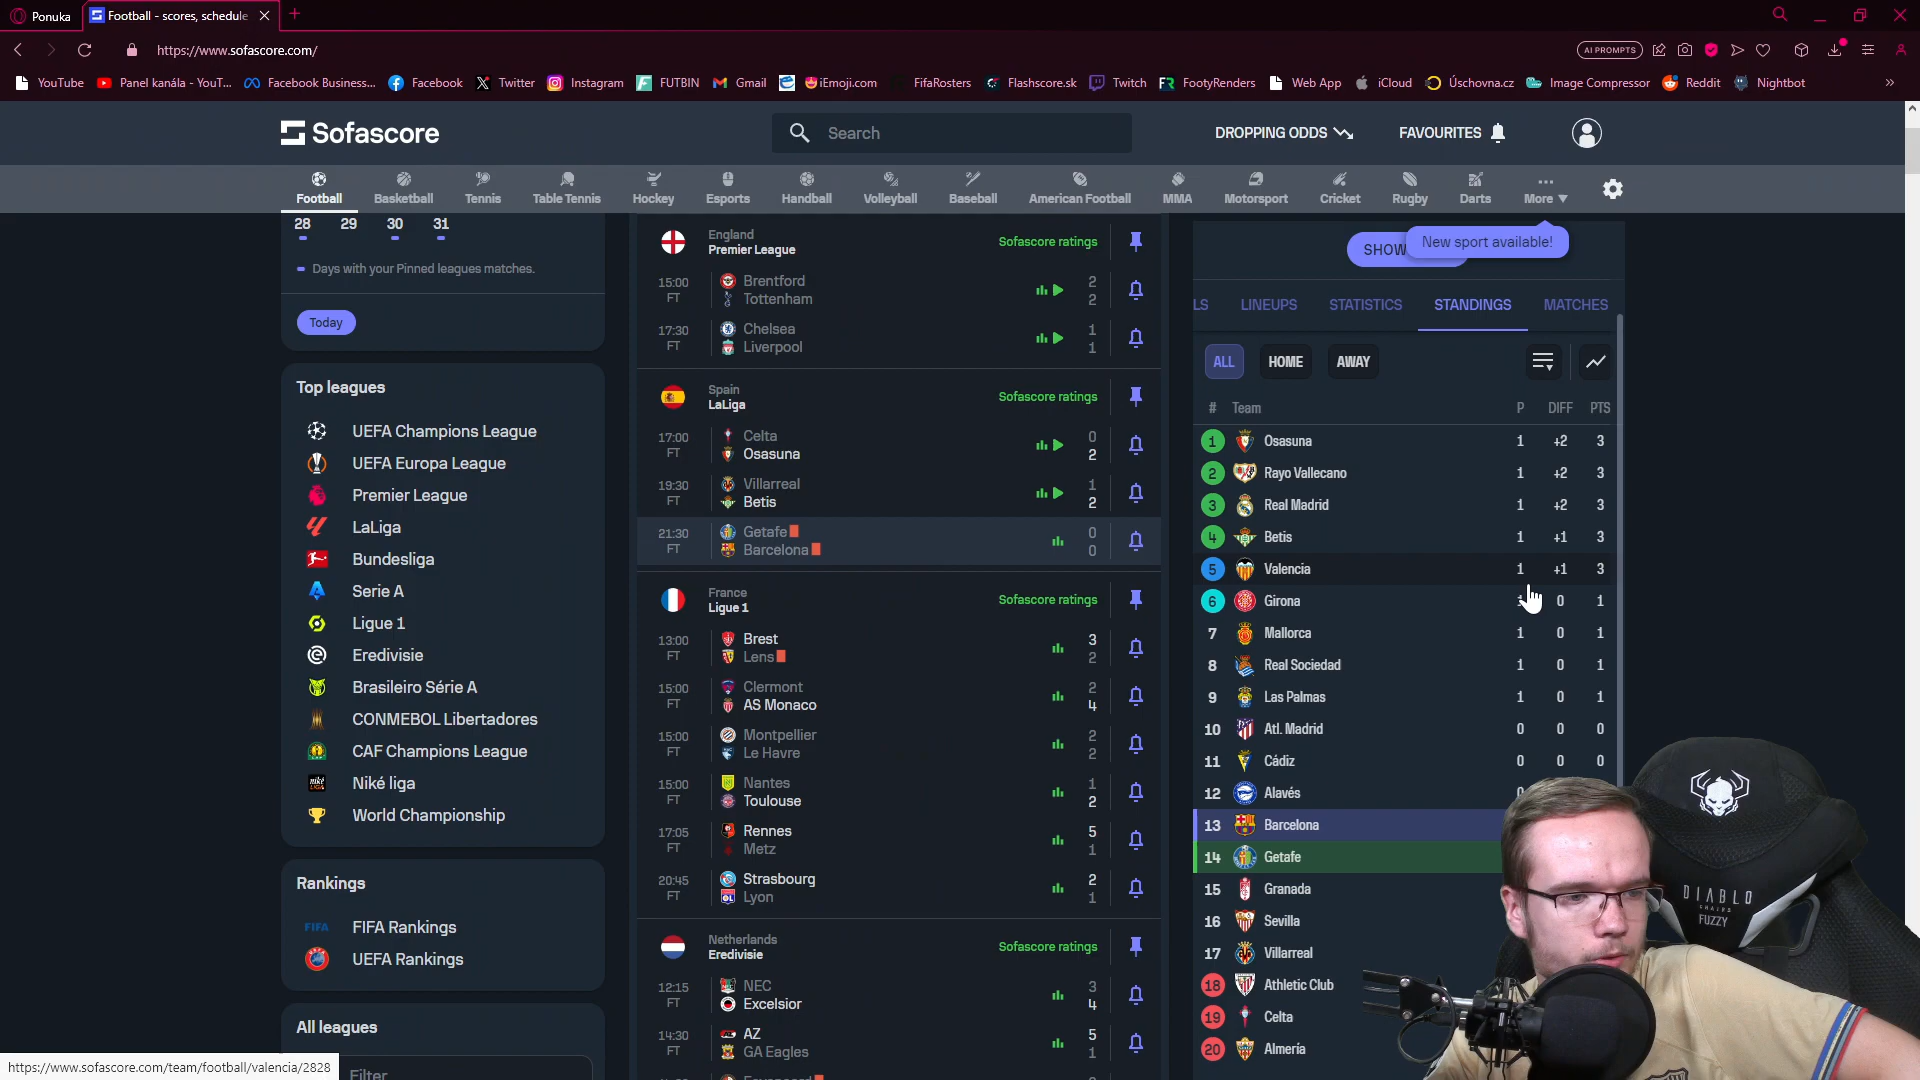 Ponuka
Football - scores, schedule
https://www.sofascore.com/
AI PROMPTS
YouTube
Panel kanála - YouT...
Facebook Business...
Facebook
Twitter
Instagram
FUTBIN
Gmail
iEmoji.com
FifaRosters
Flashscore.sk
Twitch
FootyRenders
Web App
iCloud
Úschovna.cz
Image Compressor
Reddit
Nightbot
Sofascore
Search
DROPPING ODDS
FAVOURITES
Football
Basketball
Tennis
Table Tennis
Hockey
Esports
Handball
Volleyball
Baseball
American Football
MMA
Motorsport
Cricket
Rugby
Darts
More
28 29 30 31
Days with your Pinned leagues matches.
Today
Top leagues
UEFA Champions League
UEFA Europa League
Premier League
LaLiga
Bundesliga
Serie A
Ligue 1
Eredivisie
Brasileiro Série A
CONMEBOL Libertadores
CAF Champions League
Niké liga
World Championship
Rankings
FIFA FIFA Rankings
UEFA Rankings
All leagues
Filter
https://www.sofascore.com/team/football/valencia/2828
England
Premier League
Sofascore ratings
15:00 Brentford 2
FT Tottenham 2
17:30 Chelsea 1
FT Liverpool 1
Spain
LaLiga
Sofascore ratings
17:00 Celta 0
FT Osasuna 2
19:30 Villarreal 1
FT Betis 2
21:30 Getafe 0
FT Barcelona 0
France
Ligue 1
Sofascore ratings
13:00 Brest 3
FT Lens 2
15:00 Clermont 2
FT AS Monaco 4
15:00 Montpellier 2
FT Le Havre 2
15:00 Nantes 1
FT Toulouse 2
17:05 Rennes 5
FT Metz 1
20:45 Strasbourg 2
FT Lyon 1
Netherlands
Eredivisie
Sofascore ratings
12:15 NEC 3
FT Excelsior 4
14:30 AZ 5
FT GA Eagles 1
SHOW
New sport available!
LS
LINEUPS
STATISTICS
STANDINGS
MATCHES
ALL
HOME
AWAY
# Team P DIFF PTS
1 Osasuna 1 +2 3
2 Rayo Vallecano 1 +2 3
3 Real Madrid 1 +2 3
4 Betis 1 +1 3
5 Valencia 1 +1 3
6 Girona 0 1
7 Mallorca 1 0 1
8 Real Sociedad 1 0 1
9 Las Palmas 1 0 1
10 Atl. Madrid 0 0 0
11 Cádiz 0 0 0
12 Alavés
13 Barcelona
14 Getafe
15 Granada
16 Sevilla
17 Villarreal
18 Athletic Club
19 Celta
20 Almería
DIABLO
CHAIRS
FUZZY